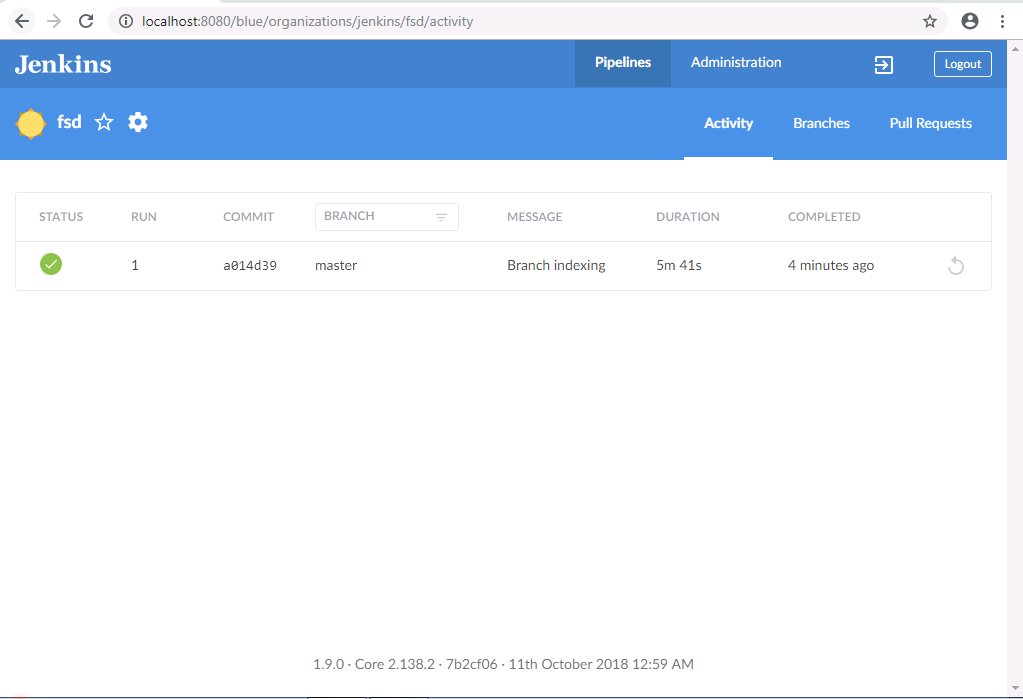 localhost:8080/blue/organizations/jenkins/fsd/activity
Jenkins Pipelines Administration Logout
fsd Activity Branches Pull Requests
STATUS RUN COMMIT BRANCH MESSAGE DURATION COMPLETED
1 a014d39 master Branch indexing 5m 41s 4 minutes ago
1.9.0 · Core 2.138.2 · 7b2cf06 · 11th October 2018 12:59 AM